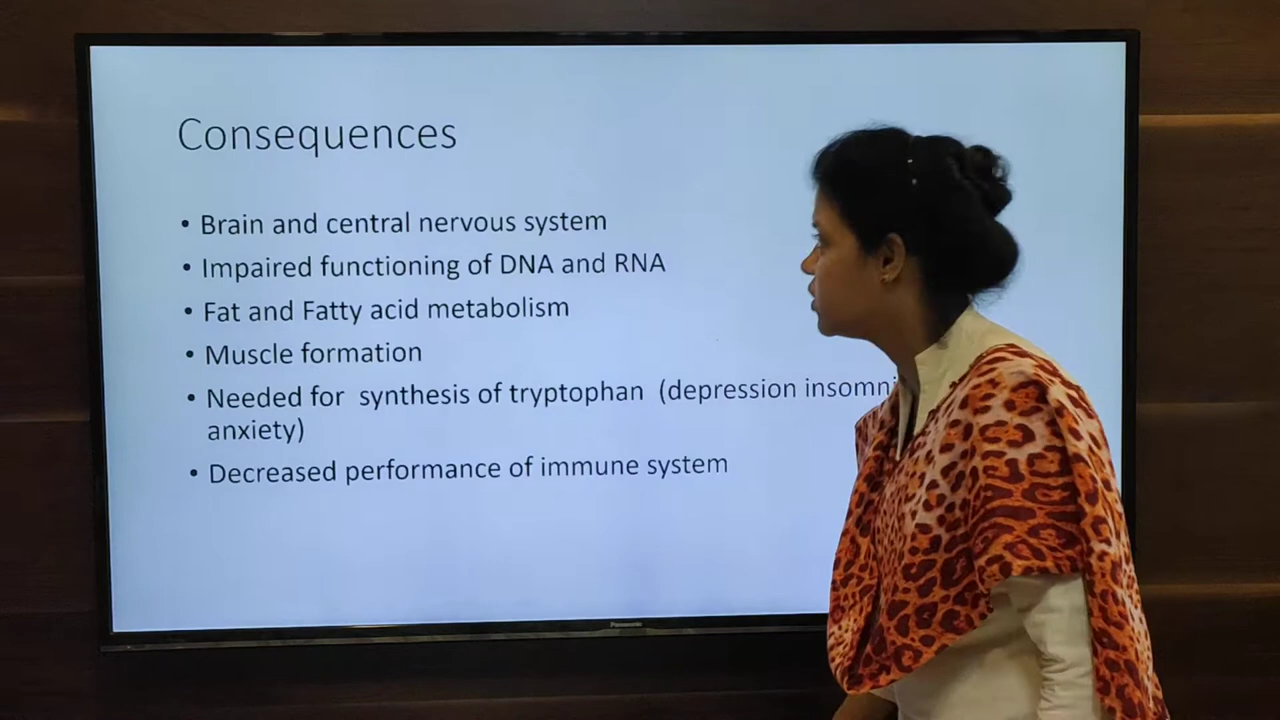 Consequences
• Brain and central nervous system
• Impaired functioning of DNA and RNA
• Fat and Fatty acid metabolism
• Muscle formation
• Needed for synthesis of tryptophan (depression insomni
anxiety)
• Decreased performance of immune system
Panasonic